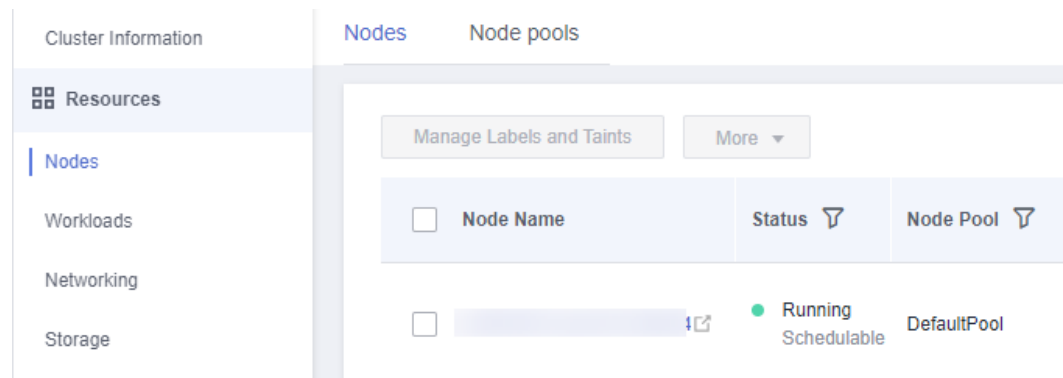 Cluster Information
Resources
Nodes
Workloads
Networking
Storage
Nodes Node pools
Manage Labels and Taints More
Node Name Status Node Pool
4 Running DefaultPool
Schedulable